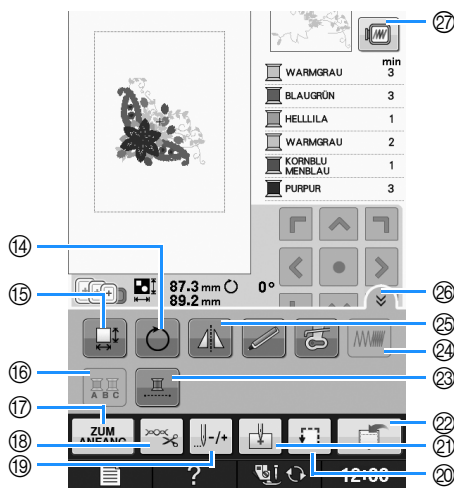 ㉗
min
WARMGRAU 3
BLAUGRÜN 3
HELLLILA 1
WARMGRAU 2
KORNBLU
MENBLAU 1
PURPUR 3
⑭
87.3 mm 0°
89.2 mm
⑮
㉖
㉕
㉔
⑯
A B C
㉓
⑰
ZUM
ANFANG
-/+
㉒
⑱
⑲
㉑
⑳
?
12:00